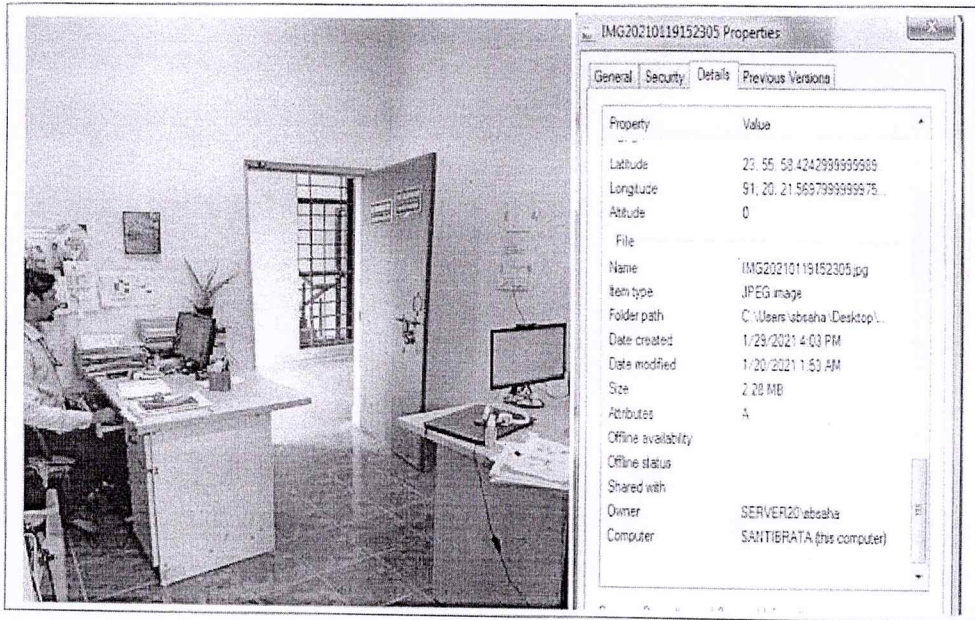 IMG20210119152305 Properties
General Security Details Previous Versions
Property Value
Latitude 23; 55; 58.4242999999989...
Longitude 91; 20; 21.5697999999975...
Altitude 0
File
Name IMG20210119152305.jpg
Item type JPEG image
Folder path C:\Users\sbsaha\Desktop\...
Date created 1/29/2021 4:03 PM
Date modified 1/20/2021 1:53 AM
Size 2.28 MB
Attributes A
Offline availability
Offline status
Shared with
Owner SERVER20\sbsaha
Computer SANTIBRATA (this computer)